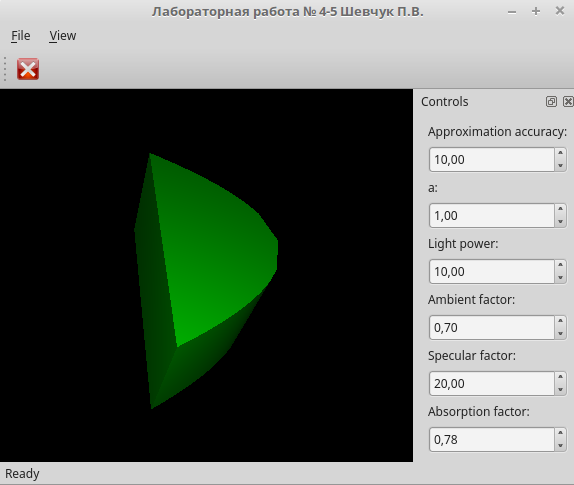 Лабораторная работа № 4-5 Шевчук П.В.
File View
Controls
Approximation accuracy:
10,00
a:
1,00
Light power:
10,00
Ambient factor:
0,70
Specular factor:
20,00
Absorption factor:
0,78
Ready